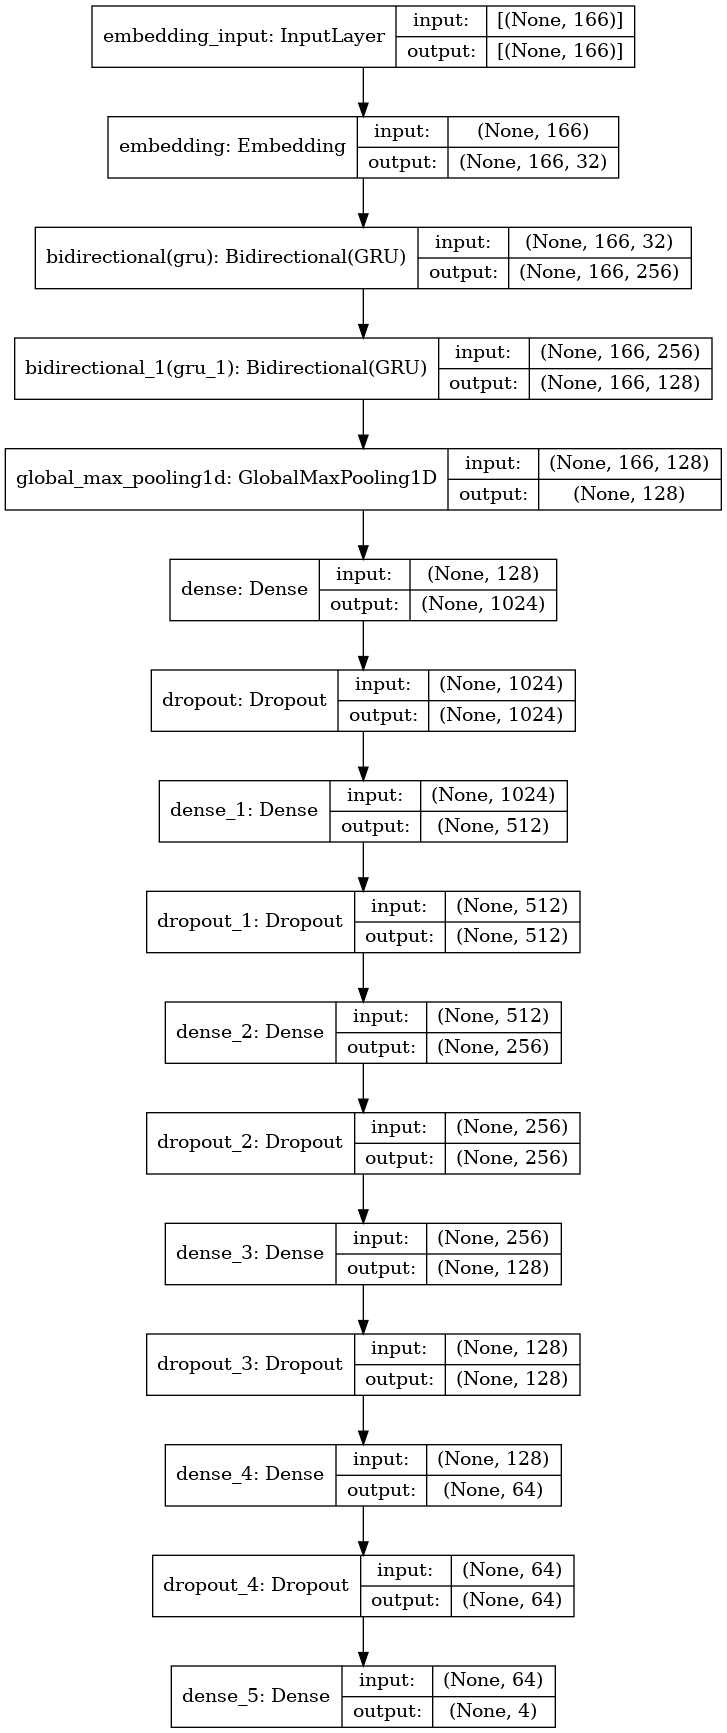 embedding_input: InputLayer input: [(None, 166)]
output: [(None, 166)]
embedding: Embedding input: (None, 166)
output: (None, 166, 32)
bidirectional(gru): Bidirectional(GRU) input: (None, 166, 32)
output: (None, 166, 256)
bidirectional_1(gru_1): Bidirectional(GRU) input: (None, 166, 256)
output: (None, 166, 128)
global_max_pooling1d: GlobalMaxPooling1D input: (None, 166, 128)
output: (None, 128)
dense: Dense input: (None, 128)
output: (None, 1024)
dropout: Dropout input: (None, 1024)
output: (None, 1024)
dense_1: Dense input: (None, 1024)
output: (None, 512)
dropout_1: Dropout input: (None, 512)
output: (None, 512)
dense_2: Dense input: (None, 512)
output: (None, 256)
dropout_2: Dropout input: (None, 256)
output: (None, 256)
dense_3: Dense input: (None, 256)
output: (None, 128)
dropout_3: Dropout input: (None, 128)
output: (None, 128)
dense_4: Dense input: (None, 128)
output: (None, 64)
dropout_4: Dropout input: (None, 64)
output: (None, 64)
dense_5: Dense input: (None, 64)
output: (None, 4)